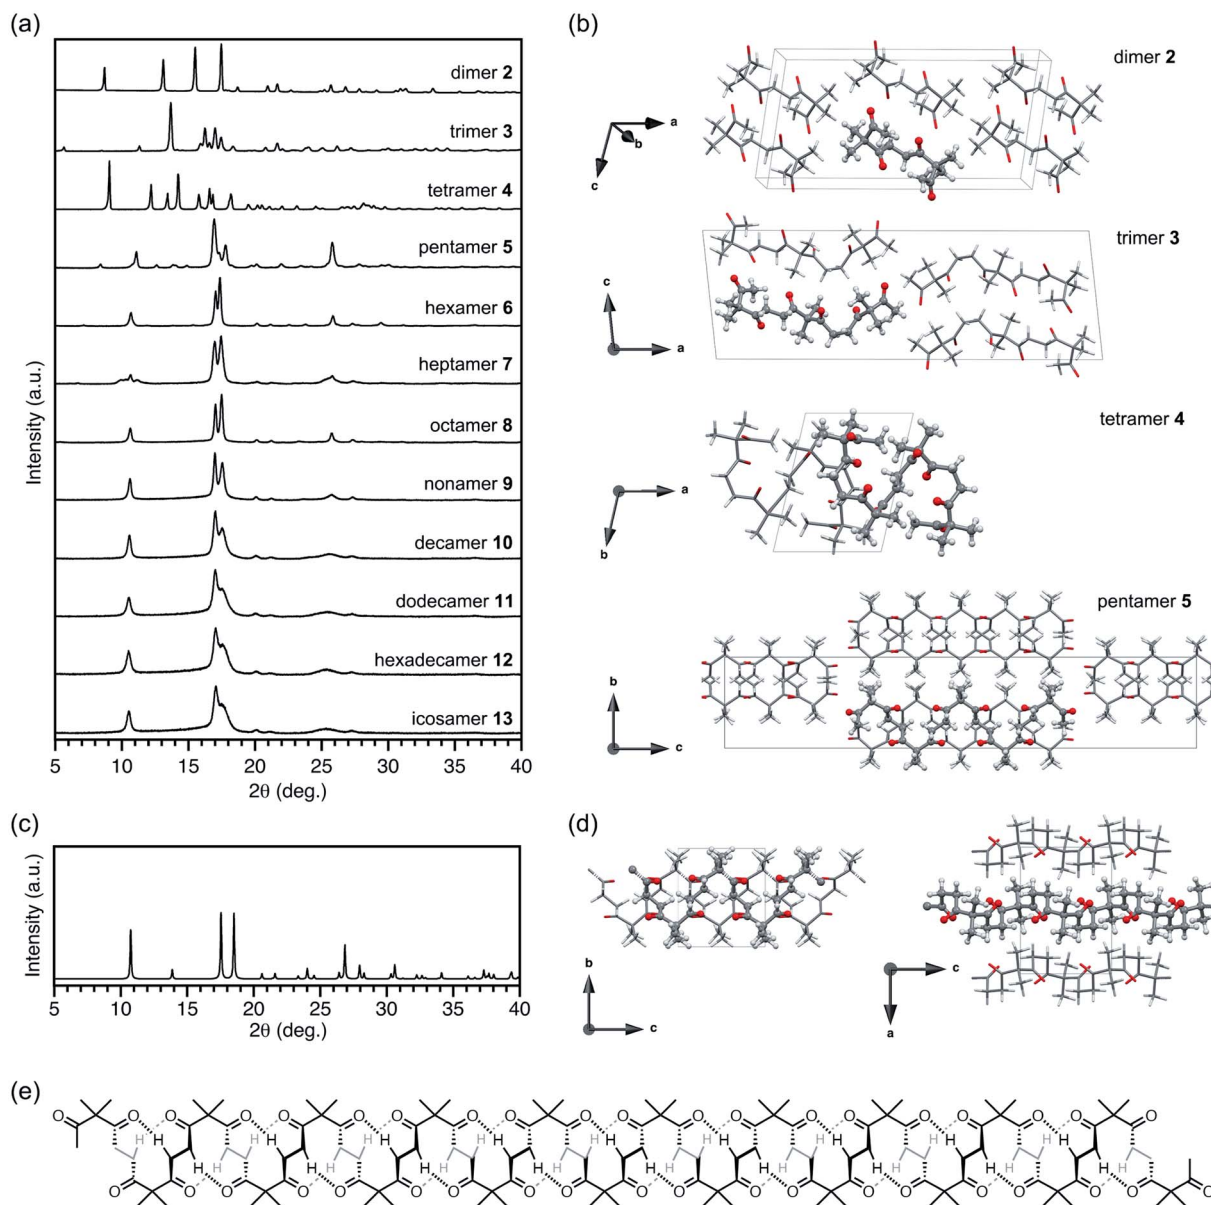 (a)
dimer 2
trimer 3
tetramer 4
pentamer 5
hexamer 6
heptamer 7
octamer 8
nonamer 9
decamer 10
dodecamer 11
hexadecamer 12
icosamer 13
Intensity (a.u.)
5 10 15 20 25 30 35 40
2θ (deg.)
(b)
dimer 2
a
b
c
trimer 3
c
a
tetramer 4
a
b
pentamer 5
b
c
(c)
Intensity (a.u.)
5 10 15 20 25 30 35 40
2θ (deg.)
(d)
b
c
c
a
(e)
O O O O O O O O O O O O O O O O O O
H H H H H H H H H H H H H H H H H
H H H H H H H H H H H H H H H H H
O O O O O O O O O O O O O O O O O O